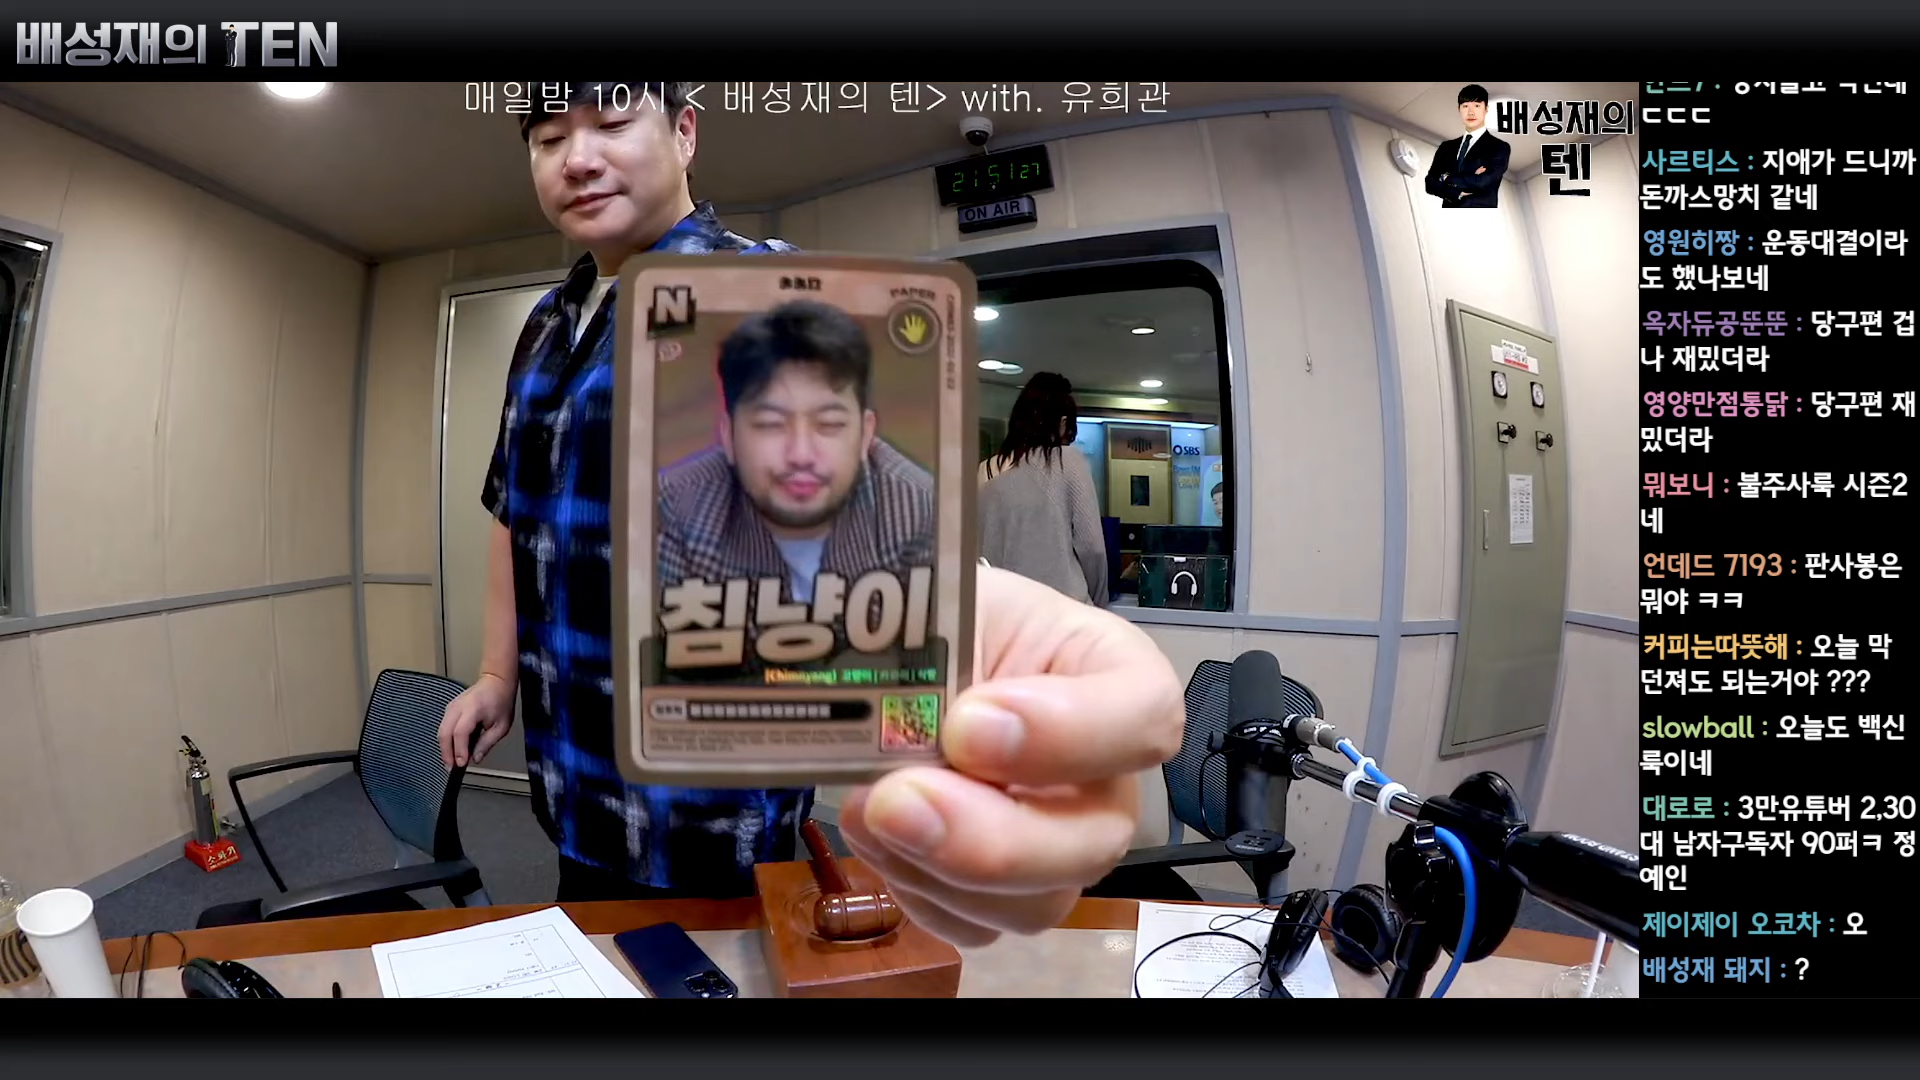 배성재의 TEN
매일밤 10시 < 배성재의 텐> with. 유희관
배성재의
텐
21:51:27
ON AIR
N
PAPER
침냥이
[Chimnyang]
SBS
소화기
ㄷㄷㄷ
사르티스 : 지애가 드니까
돈까스망치 같네
영원히짱 : 운동대결이라
도 했나보네
옥자듀공뚠뚠 : 당구편 겁
나 재밌더라
영양만점통닭 : 당구편 재
밌더라
뭐보니 : 불주사룩 시즌2
네
언데드 7193 : 판사봉은
뭐야 ㅋㅋ
커피는따뜻해 : 오늘 막
던져도 되는거야 ???
slowball : 오늘도 백신
룩이네
대로로 : 3만유튜버 2,30
대 남자구독자 90퍼ㅋ 정
예인
제이제이 오코차 : 오
배성재 돼지 : ?